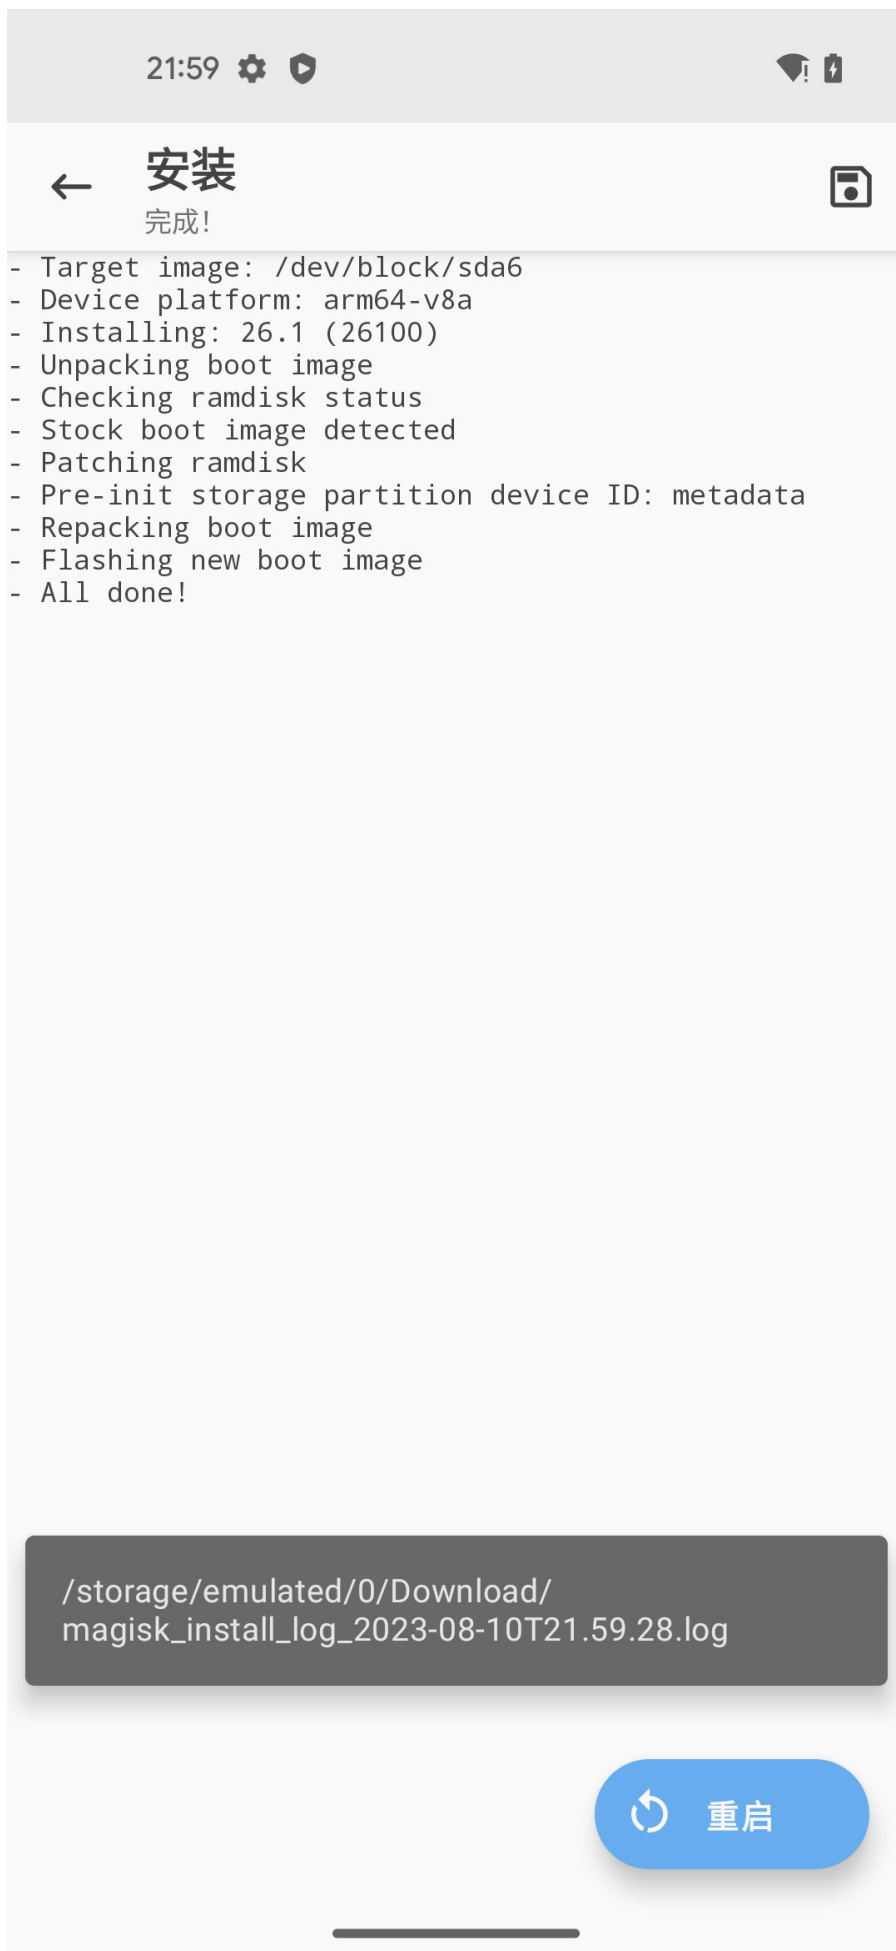 21:59
安装
完成!
- Target image: /dev/block/sda6
- Device platform: arm64-v8a
- Installing: 26.1 (26100)
- Unpacking boot image
- Checking ramdisk status
- Stock boot image detected
- Patching ramdisk
- Pre-init storage partition device ID: metadata
- Repacking boot image
- Flashing new boot image
- All done!
/storage/emulated/0/Download/
magisk_install_log_2023-08-10T21.59.28.log
重启